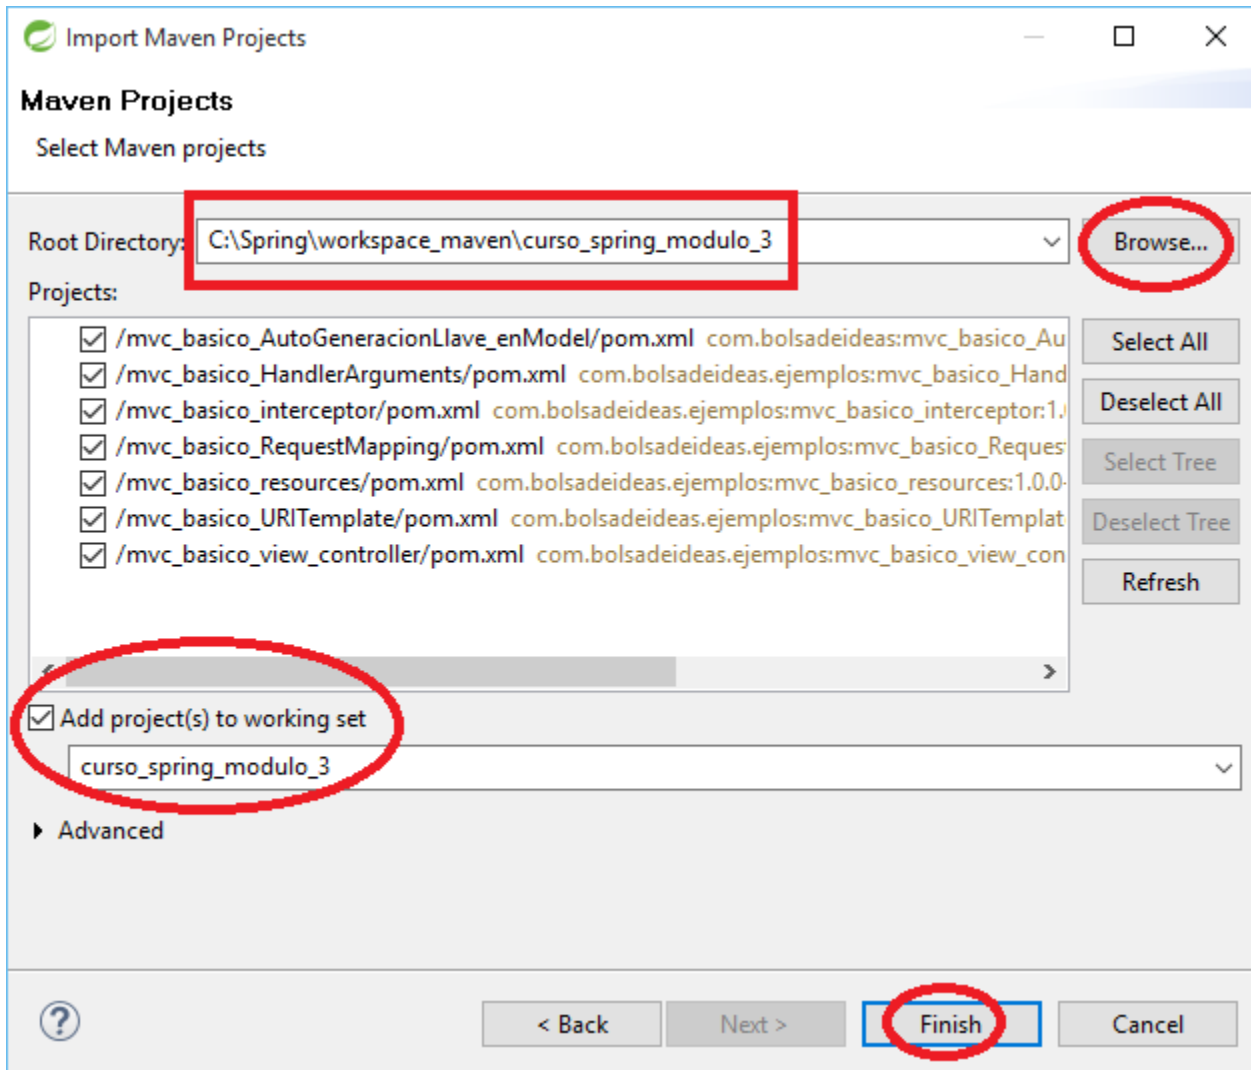 Import Maven Projects
Maven Projects
Select Maven projects
Root Directory: C:\Spring\workspace_maven\curso_spring_modulo_3 Browse...
Projects:
/mvc_basico_AutoGeneracionLlave_enModel/pom.xml com.bolsadeideas:mvc_basico_Au
/mvc_basico_HandlerArguments/pom.xml com.bolsadeideas.ejemplos:mvc_basico_Hand
/mvc_basico_interceptor/pom.xml com.bolsadeideas.ejemplos:mvc_basico_interceptor:1.
/mvc_basico_RequestMapping/pom.xml com.bolsadeideas.ejemplos:mvc_basico_Reques
/mvc_basico_resources/pom.xml com.bolsadeideas.ejemplos:mvc_basico_resources:1.0.0-
/mvc_basico_URITemplate/pom.xml com.bolsadeideas.ejemplos:mvc_basico_URITemplat
/mvc_basico_view_controller/pom.xml com.bolsadeideas.ejemplos:mvc_basico_view_con
Select All
Deselect All
Select Tree
Deselect Tree
Refresh
Add project(s) to working set
curso_spring_modulo_3
Advanced
? < Back Next > Finish Cancel